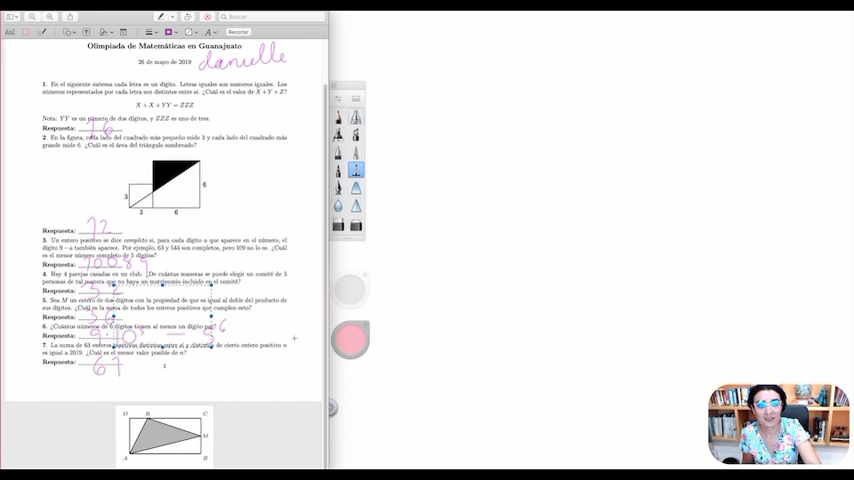 Buscar
AaI
Recortar
Olimpiada de Matemáticas en Guanajuato
26 de mayo de 2019 danielle
1. En el siguiente sistema cada letra es un dígito. Letras iguales son numeros iguales. Los
números representados por cada letra son distintos entre sí. ¿Cuál es el valor de X + Y + Z?
X + X + YY = ZZZ
Nota: YY es un número de dos dígitos, y ZZZ es uno de tres.
Respuesta: 16
2. En la figura, cada lado del cuadrado más pequeño mide 3 y cada lado del cuadrado más
grande mide 6. ¿Cuál es el área del triángulo sombreado?
3
6
3 6
Respuesta: 12
3. Un entero positivo se dice completo si, para cada dígito a que aparece en el número, el
dígito 9 − a también aparece. Por ejemplo, 63 y 544 son completos, pero 109 no lo es. ¿Cuál
es el menor número completo de 5 dígitos?
Respuesta: 10089
4. Hay 4 parejas casadas en un club. ¿De cuántas maneras se puede elegir un comité de 3
personas de tal manera que no haya un matrimonio incluido en el comité?
Respuesta: 32
5. Sea M un entero de dos dígitos con la propiedad de que es igual al doble del producto de
sus dígitos. ¿Cuál es la suma de todos los enteros positivos que cumplen esto?
Respuesta: 36
6. ¿Cuántos números de 6 dígitos tienen al menos un dígito par?
Respuesta: 9·10⁵ — 5⁶
7. La suma de 63 enteros positivos distintos entre sí y distintos de cierto entero positivo n
es igual a 2019. ¿Cuál es el menor valor posible de n?
Respuesta: 67
1
D R C
M
A B